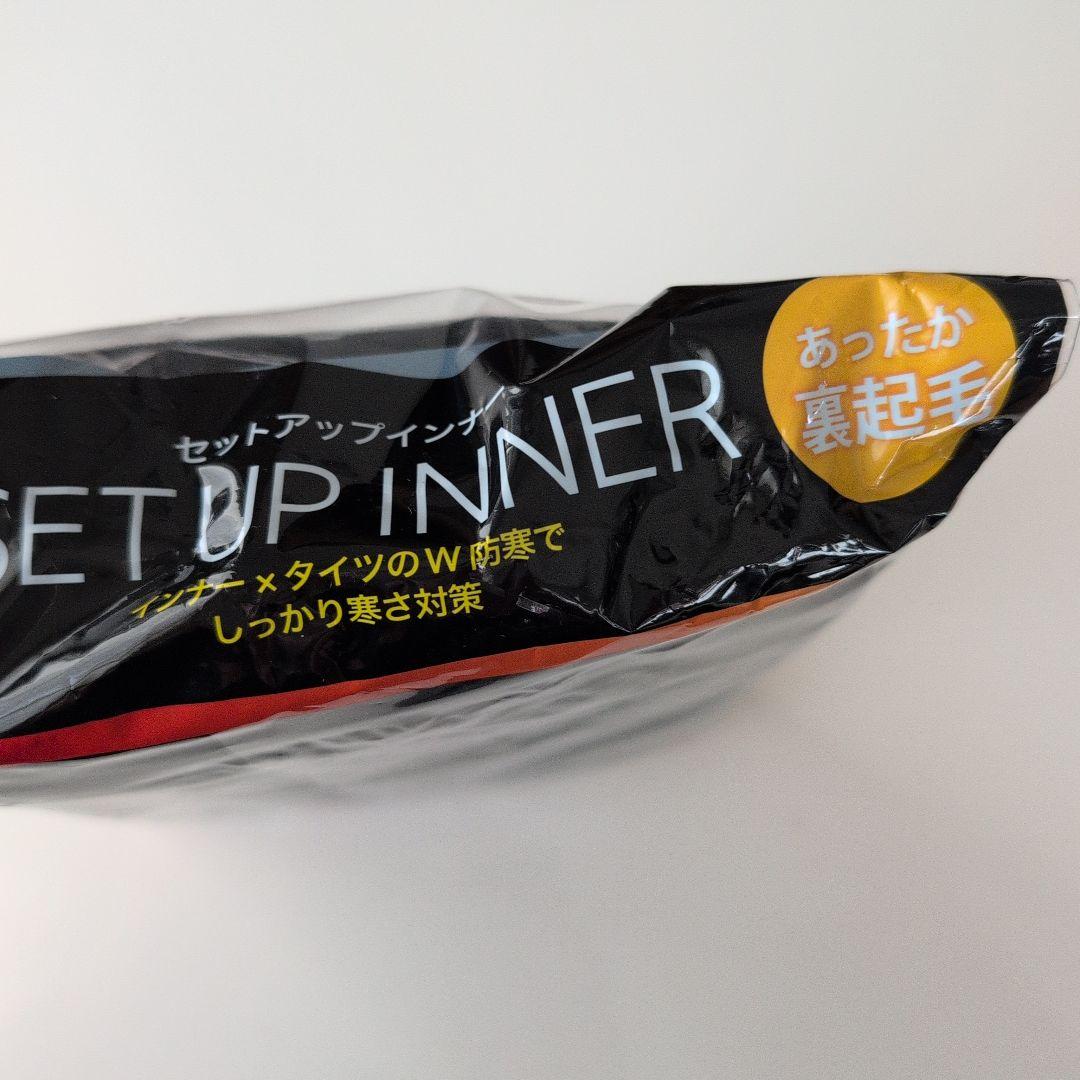 セットアップインナー
SET UP INNER
インナー×タイツのW防寒で
しっかり寒さ対策
あったか
裏起毛